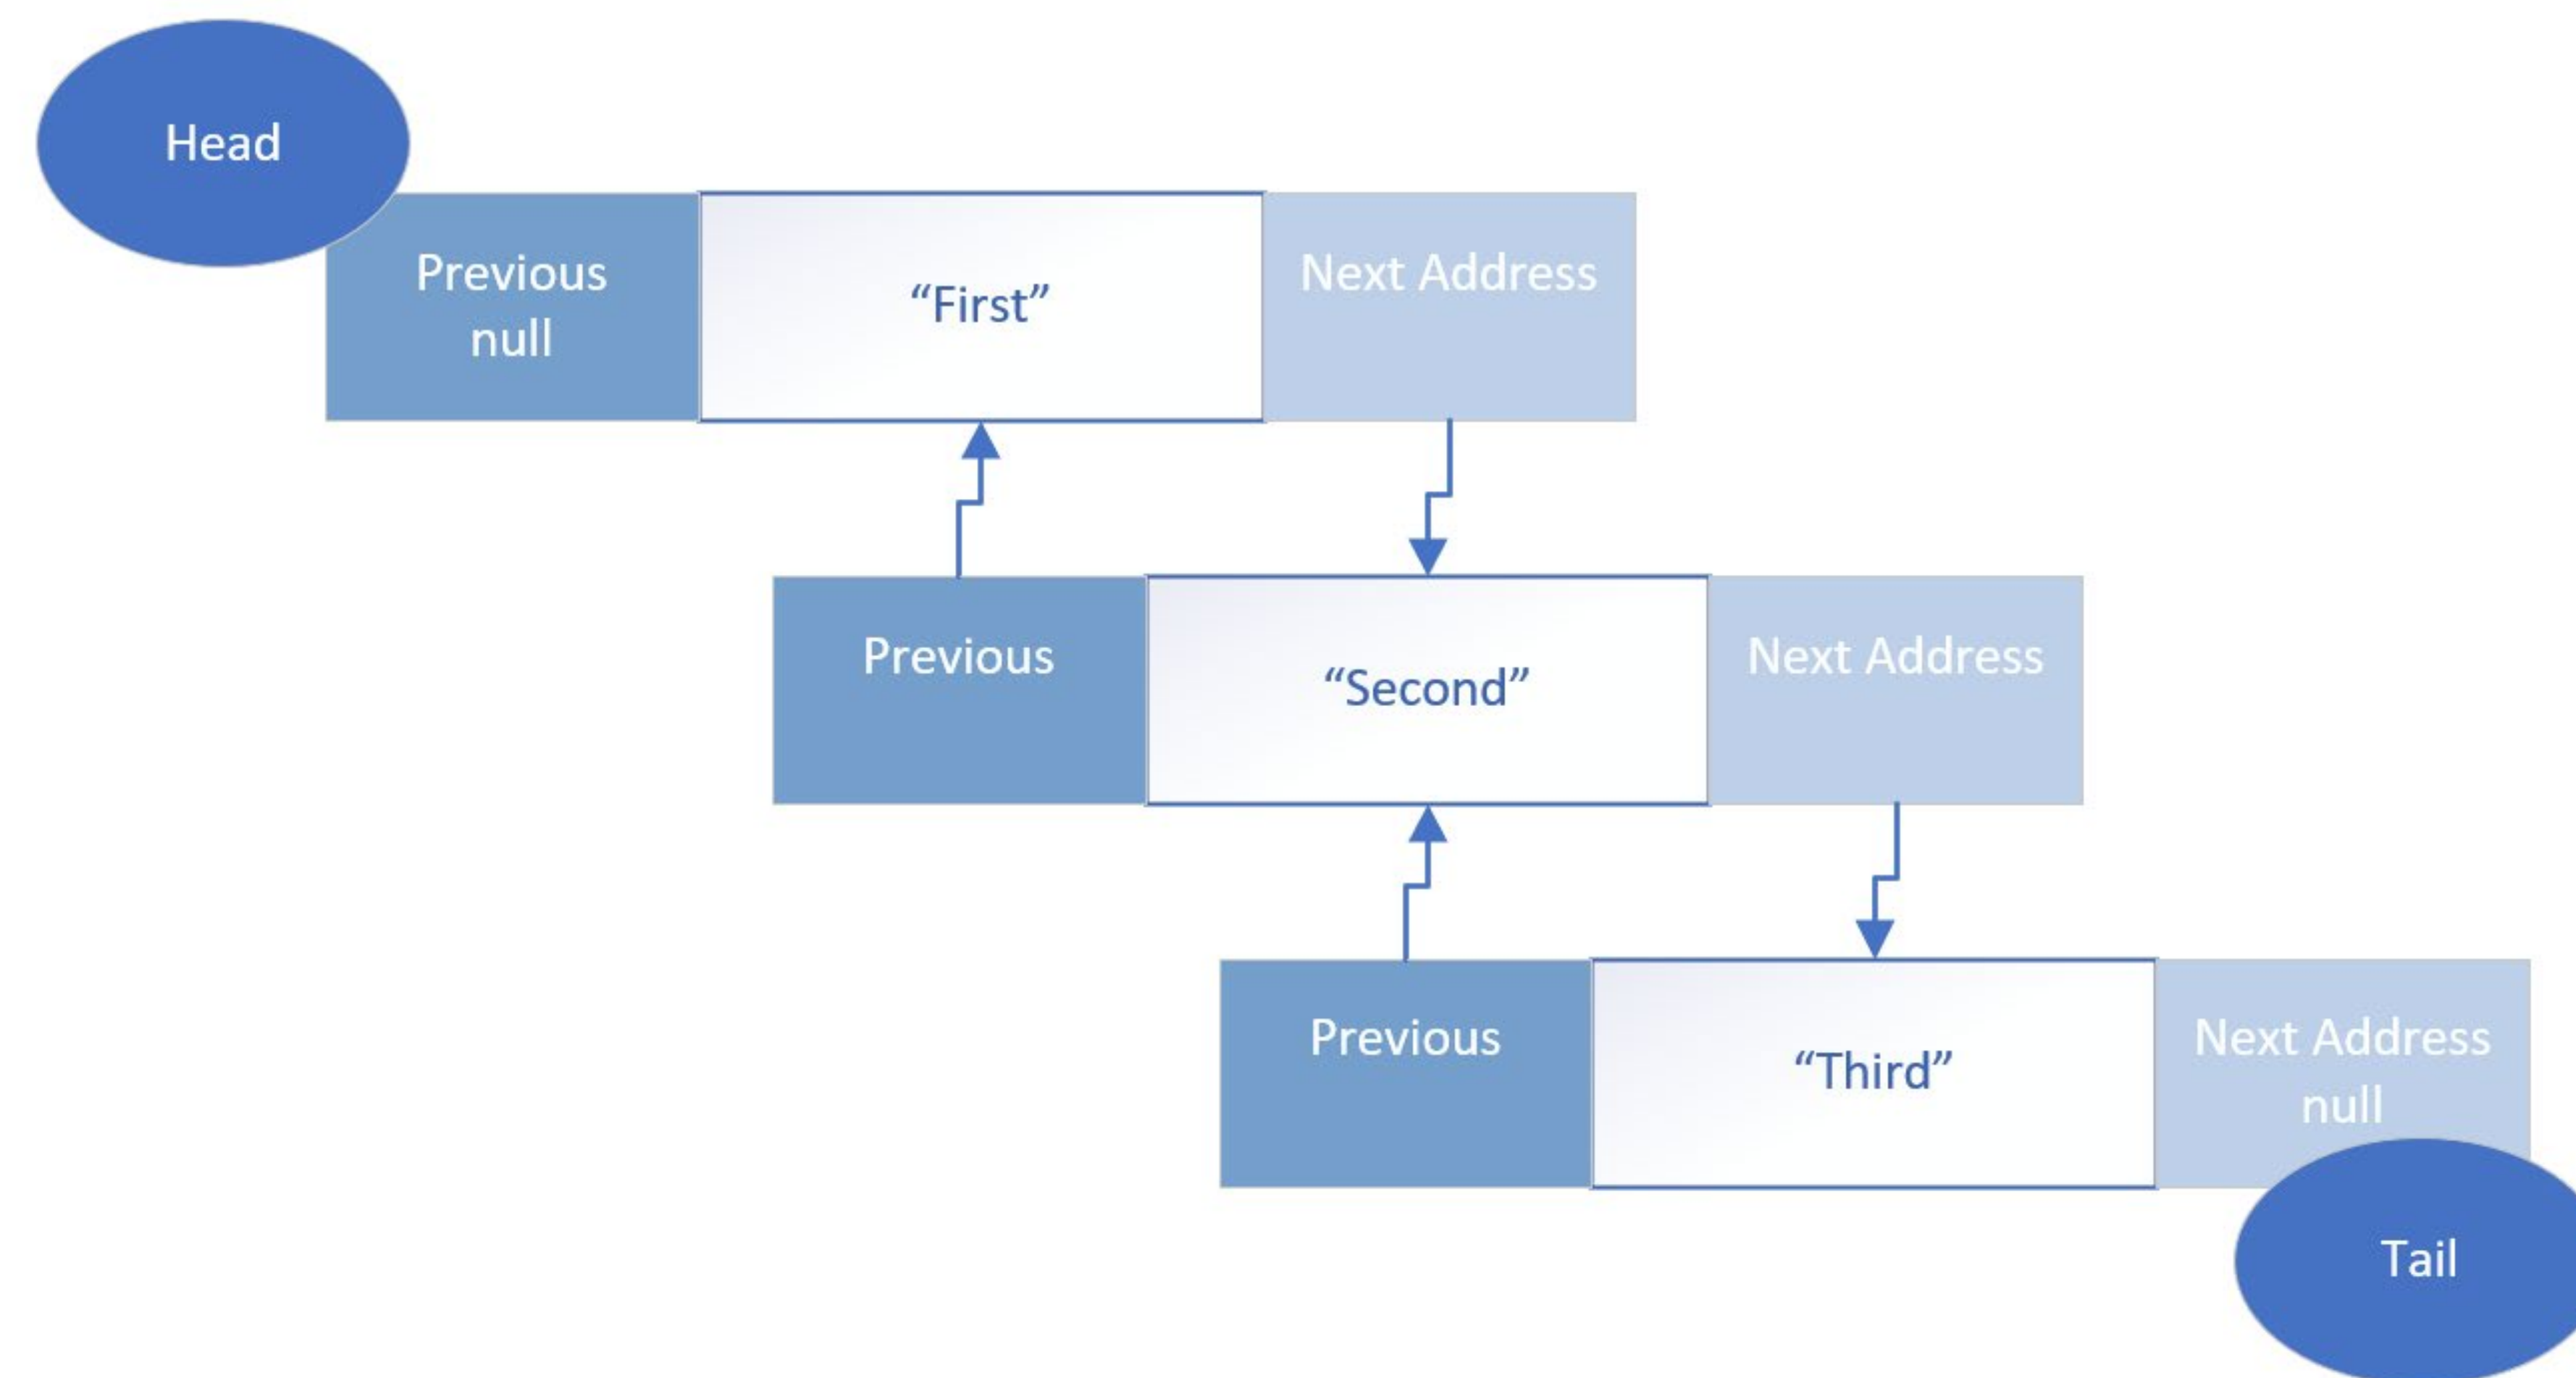 Head
Previous
null
“First”
Next Address
Previous
“Second”
Next Address
Previous
“Third”
Next Address
null
Tail